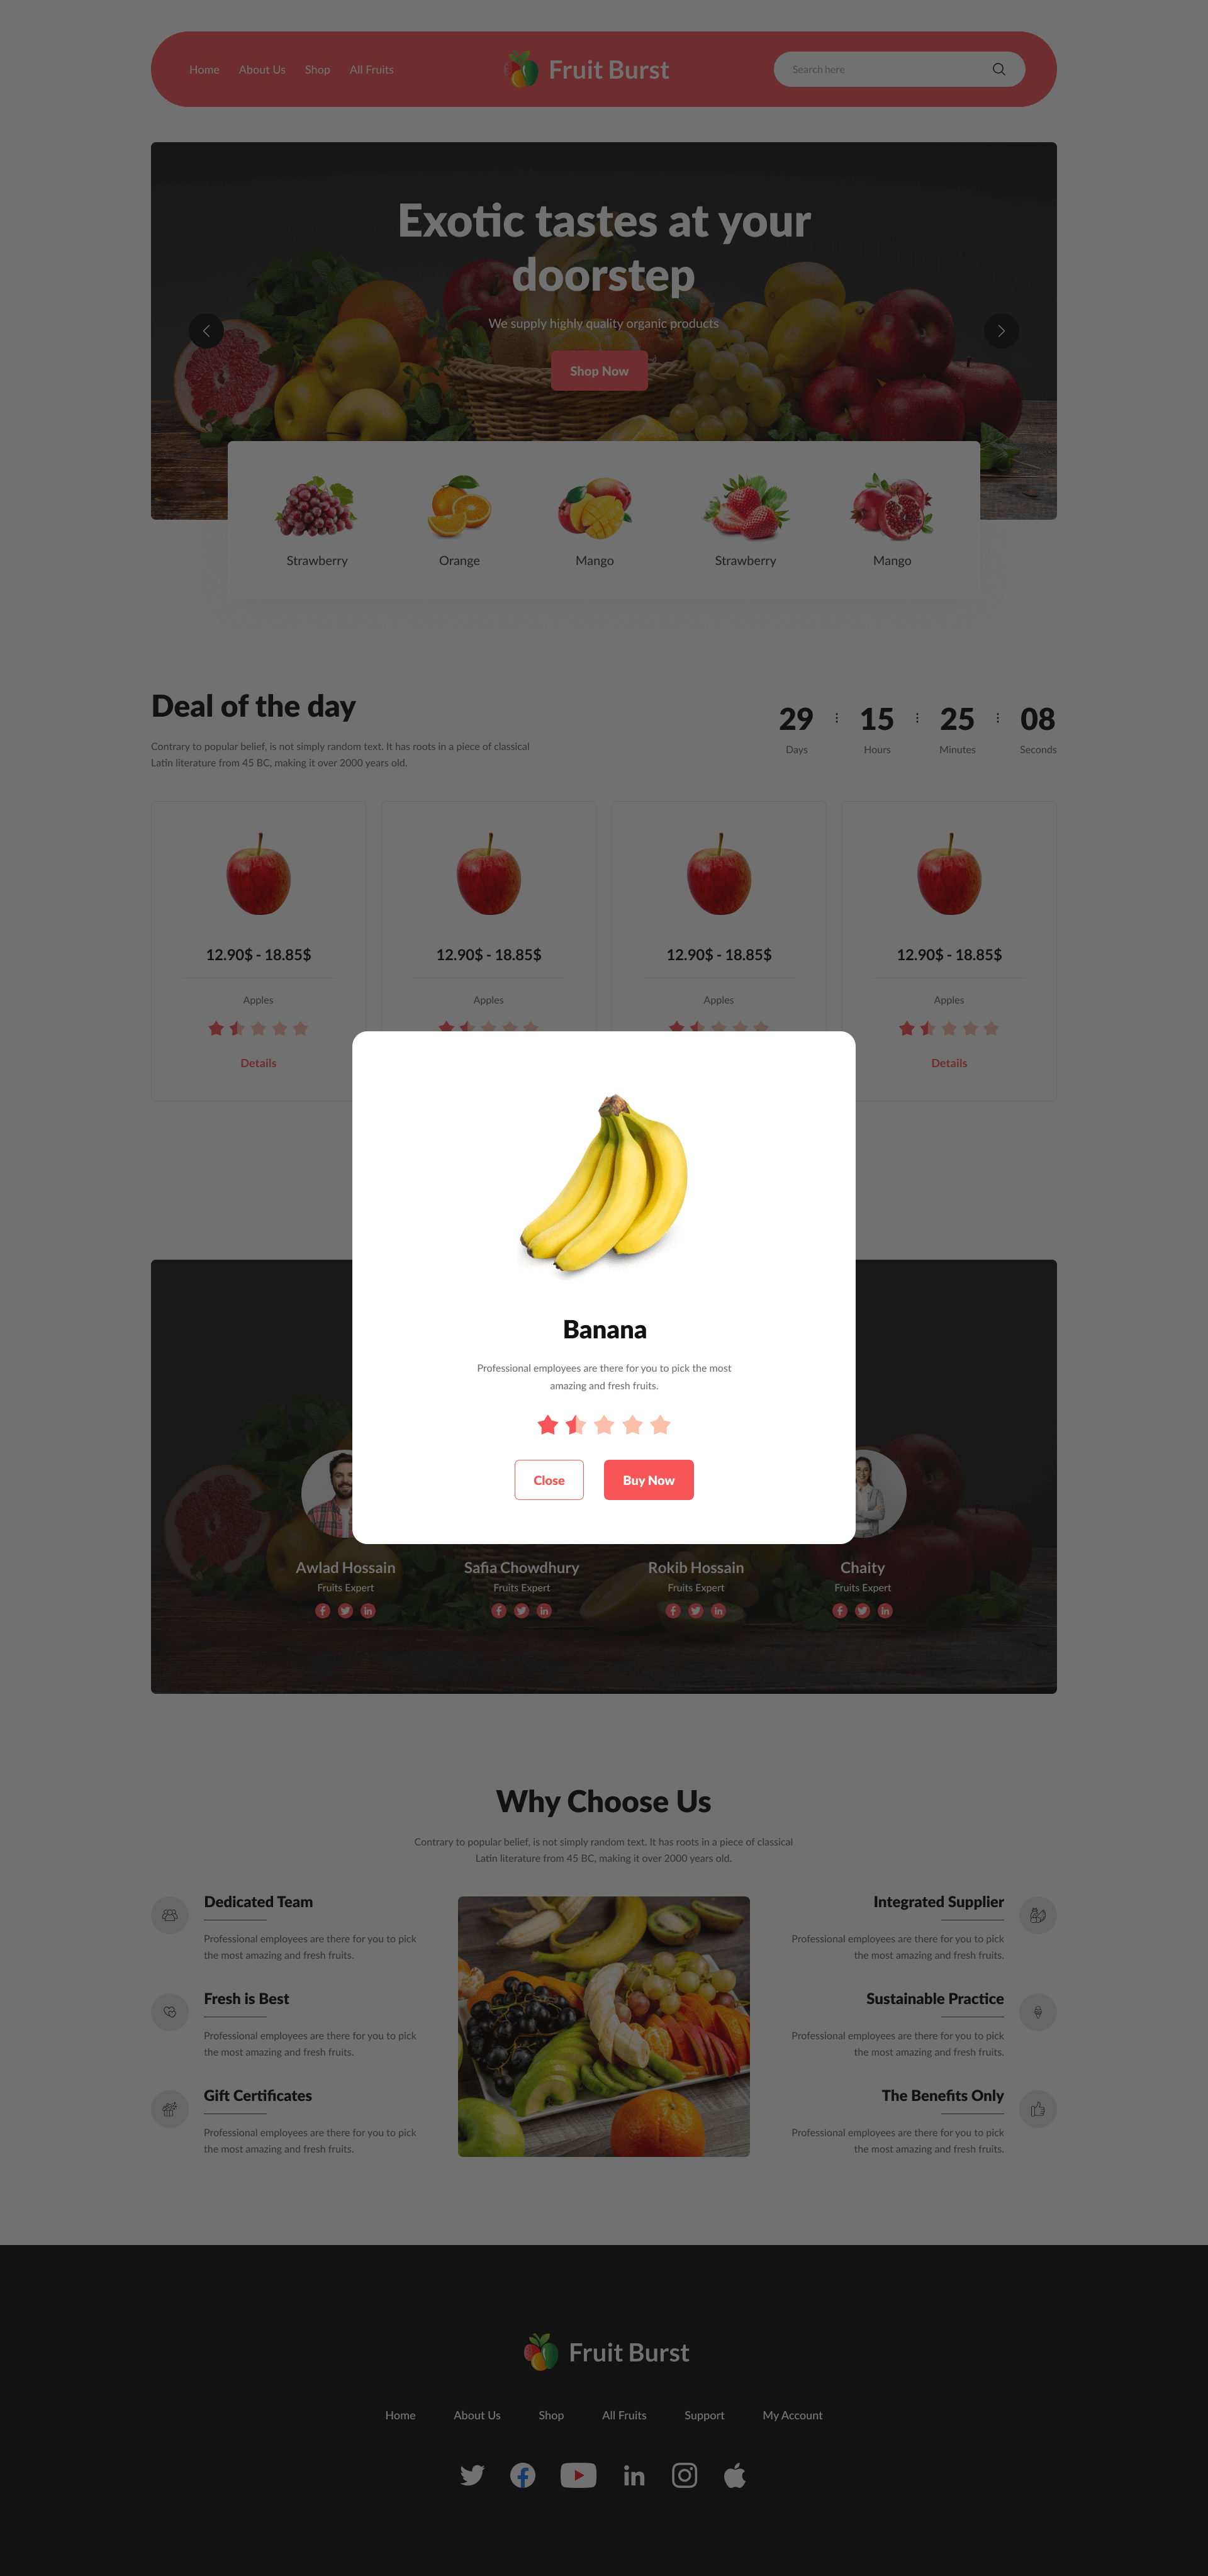 Home About Us Shop All Fruits
Fruit Burst
Search here
Exotic tastes at your
doorstep
We supply highly quality organic products
Shop Now
Strawberry Orange Mango Strawberry Mango
Deal of the day
Contrary to popular belief, is not simply random text. It has roots in a piece of classical
Latin literature from 45 BC, making it over 2000 years old.
29 : 15 : 25 : 08
Days Hours Minutes Seconds
12.90$ - 18.85$ 12.90$ - 18.85$ 12.90$ - 18.85$ 12.90$ - 18.85$
Apples Apples Apples Apples
Details Details
Banana
Professional employees are there for you to pick the most
amazing and fresh fruits.
Close Buy Now
Awlad Hossain Safia Chowdhury Rokib Hossain Chaity
Fruits Expert Fruits Expert Fruits Expert Fruits Expert
Why Choose Us
Contrary to popular belief, is not simply random text. It has roots in a piece of classical
Latin literature from 45 BC, making it over 2000 years old.
Dedicated Team
Professional employees are there for you to pick
the most amazing and fresh fruits.
Fresh is Best
Professional employees are there for you to pick
the most amazing and fresh fruits.
Gift Certificates
Professional employees are there for you to pick
the most amazing and fresh fruits.
Integrated Supplier
Professional employees are there for you to pick
the most amazing and fresh fruits.
Sustainable Practice
Professional employees are there for you to pick
the most amazing and fresh fruits.
The Benefits Only
Professional employees are there for you to pick
the most amazing and fresh fruits.
Fruit Burst
Home About Us Shop All Fruits Support My Account